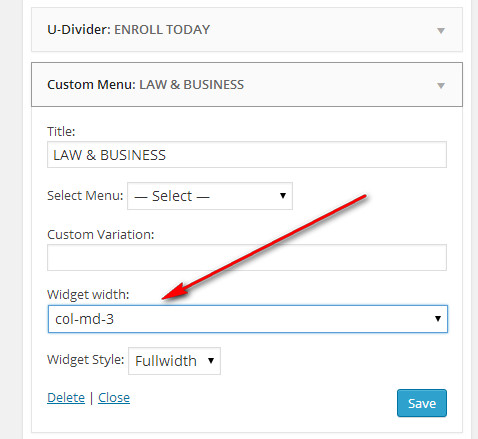 U-Divider: ENROLL TODAY
Custom Menu: LAW & BUSINESS
Title:
LAW & BUSINESS
Select Menu: — Select —
Custom Variation:
Widget width:
col-md-3
Widget Style: Fullwidth
Delete | Close Save